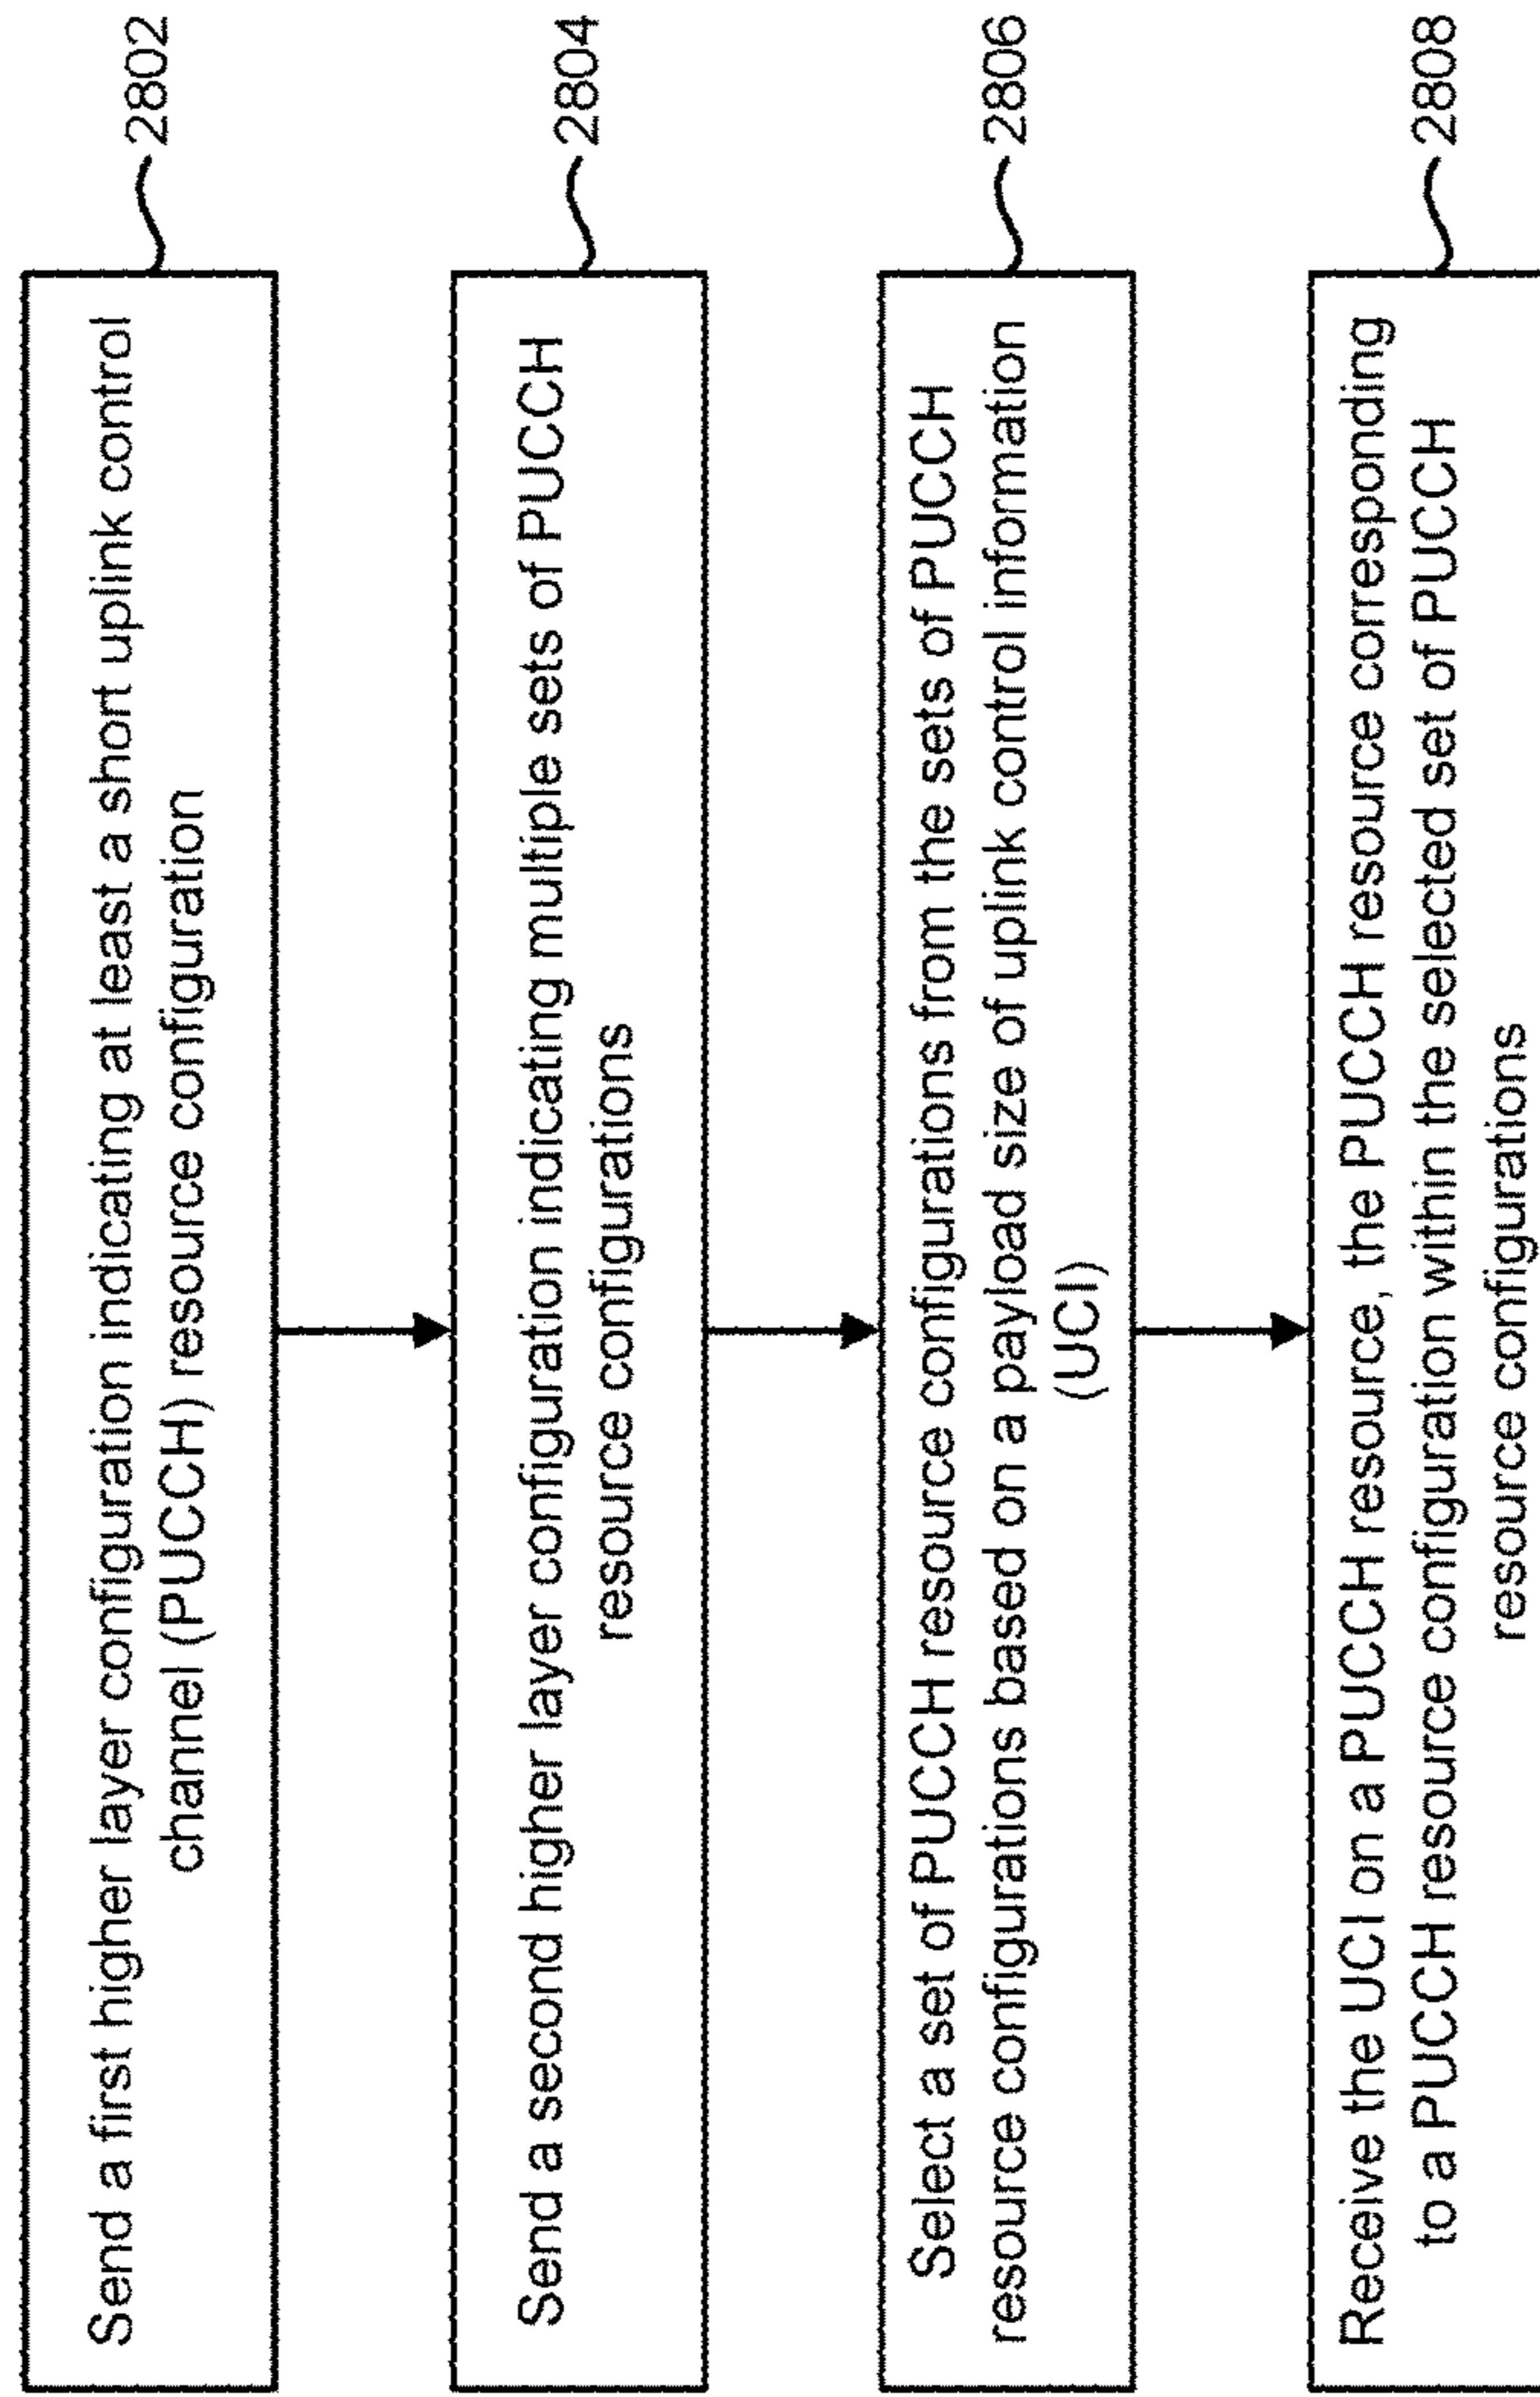 Send a first higher layer configuration indicating at least a short uplink control
channel (PUCCH) resource configuration
2802
Send a second higher layer configuration indicating multiple sets of PUCCH
resource configurations
2804
Select a set of PUCCH resource configurations from the sets of PUCCH
resource configurations based on a payload size of uplink control information
(UCI)
2806
Receive the UCI on a PUCCH resource, the PUCCH resource corresponding
to a PUCCH resource configuration within the selected set of PUCCH
resource configurations
2808